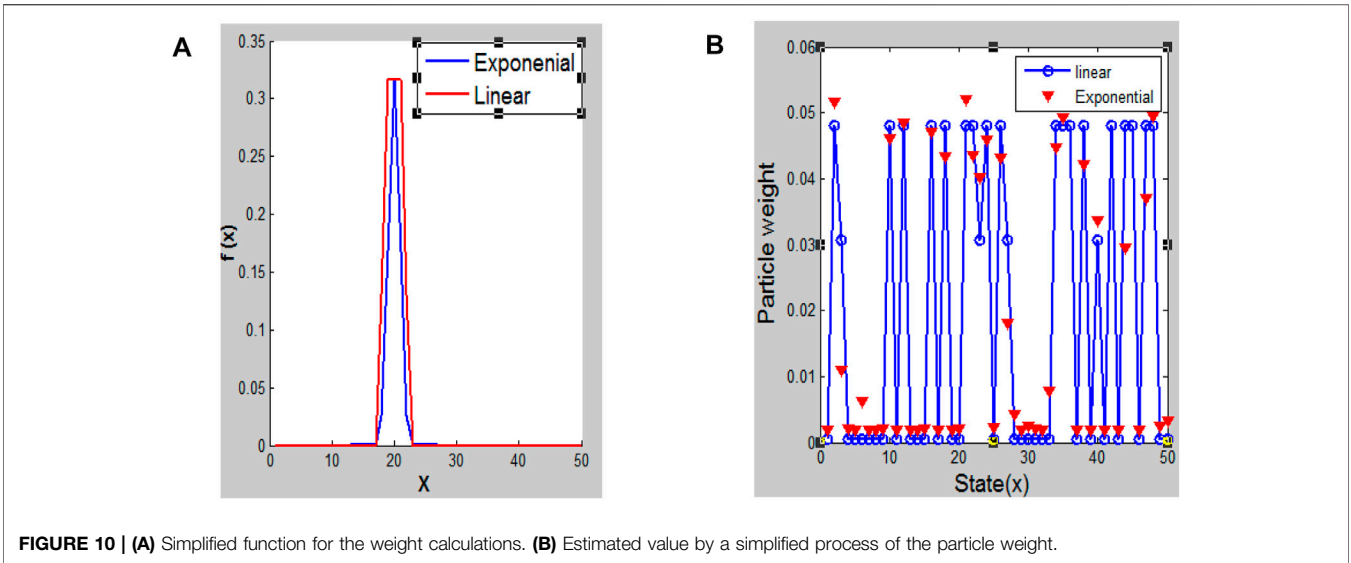 A
0.35
0.3
0.25
0.2
0.15
0.1
0.05
0
f (x)
0 10 20 30 40 50
X
Exponenial
Linear
B
0.06
0.05
0.04
0.03
0.02
0.01
0
Particle weight
0 10 20 30 40 50
State(x)
linear
Exponential
FIGURE 10 | (A) Simplified function for the weight calculations. (B) Estimated value by a simplified process of the particle weight.